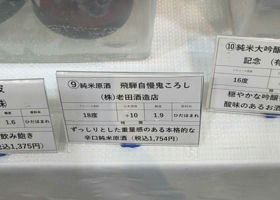 ⑨純米原酒 飛騨自慢鬼ころし
(株)老田酒造店
18度 +10 1.9 ひだほまれ
ずっしりとした重量感のある本格的な
辛口純米原酒(税込1,754円)
1.6 ひだほまれ
飲み飽き
税込1,375円)
⑩純米大吟醸
記念 (有
16度
穏やかな吟醸
酸味のあるお酒